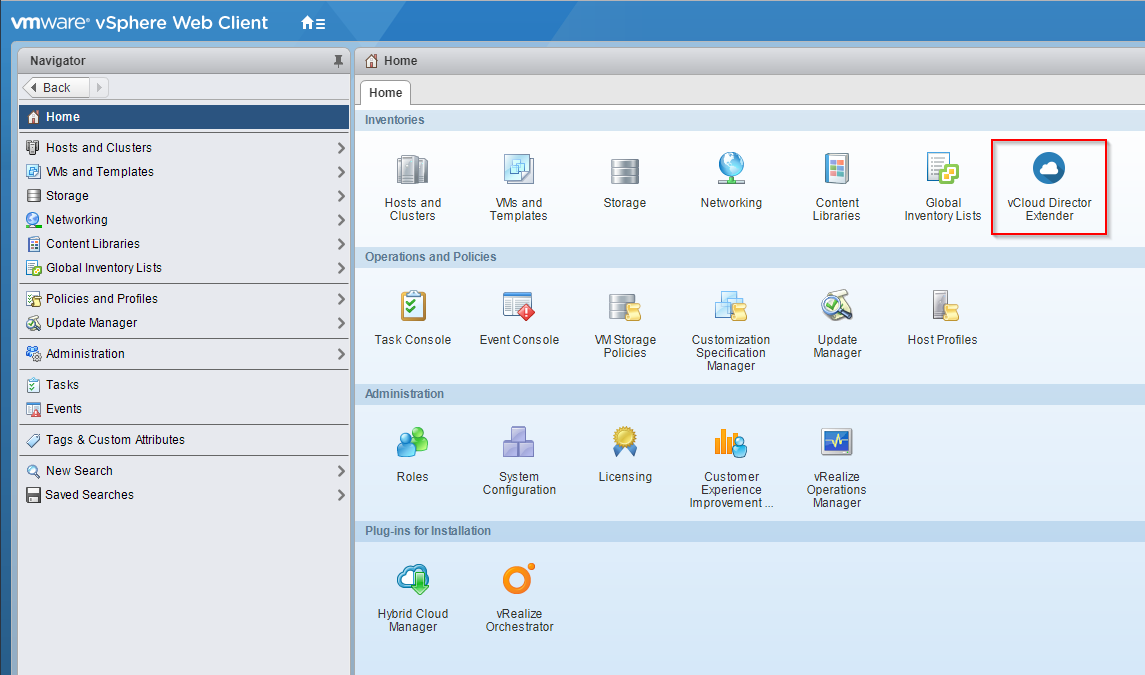 vmware® vSphere Web Client
Navigator
Back
Home
Hosts and Clusters
VMs and Templates
Storage
Networking
Content Libraries
Global Inventory Lists
Policies and Profiles
Update Manager
Administration
Tasks
Events
Tags & Custom Attributes
New Search
Saved Searches
Home
Home
Inventories
Hosts and
Clusters
VMs and
Templates
Storage
Networking
Content
Libraries
Global
Inventory Lists
vCloud Director
Extender
Operations and Policies
Task Console
Event Console
VM Storage
Policies
Customization
Specification
Manager
Update
Manager
Host Profiles
Administration
Roles
System
Configuration
Licensing
Customer
Experience
Improvement ...
vRealize
Operations
Manager
Plug-ins for Installation
Hybrid Cloud
Manager
vRealize
Orchestrator